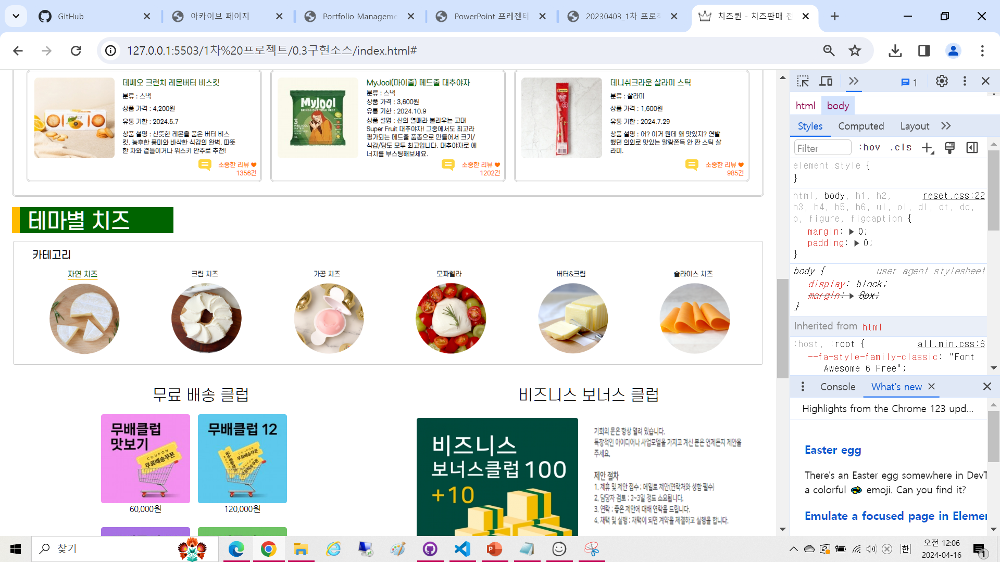 GitHub
아카이브 페이지
Portfolio Manageme
PowerPoint 프레젠테
20230403_1차 프로젝
치즈퀸 - 치즈판매 전
127.0.0.1:5503/1차%20프로젝트/0.3구현소스/index.html#
데쎄오 크런치 레몬버터 비스킷
분류 : 스낵
상품 가격 : 4,200원
유통 기한 : 2024.5.7
상품 설명 : 산뜻한 레몬을 품은 버터 비스
킷. 농후한 풍미와 바삭한 식감의 완벽. 따뜻
한 차와 곁들이거나 위스키 안주로 추천!
소중한 리뷰
1356건
MyJool(마이줄) 메드줄 대추야자
분류 : 스낵
상품 가격 : 3,600원
유통 기한 : 2024.10.9
상품 설명 : 신의 열매라 불리우는 고대
Super Fruit 대추야자! 그중에서도 최고라
평가되는 메드줄 품종으로 만들어서 크기/
식감/당도 모두 최고입니다. 대추야자로 에
너지를 부스팅해보세요.
MYJOOL
BRINGS OUT YOUR BEST
3
MEDJOOL
DATES
소중한 리뷰
1202건
데니쉬크라운 살라미 스틱
분류 : 살라미
상품 가격 : 1,600원
유통 기한 : 2024.7.29
상품 설명 : 어? 이거 뭔데 왜 맛있지? 연발
했던 의외로 맛있는 말랑쫀득 안 짠 스틱 살
라미.
SALAMI
STICK
소중한 리뷰
985건
테마별 치즈
카테고리
자연 치즈
크림 치즈
가공 치즈
모짜렐라
버터&크림
슬라이스 치즈
무료 배송 클럽
무배클럽
맛보기
COUPON
무료배송쿠폰
60,000원
무배클럽 12
COUPON
무료배송쿠폰
120,000원
비즈니스 보너스 클럽
비즈니스
보너스클럽 100
+10
기회의 문은 항상 열려 있습니다.
독창적인 아이디어나 사업모델을 가지고 계신 분은 언제든지 제안을
주세요.
제안 절차
1. 제휴 및 제안 접수 : 메일로 제안(연락처와 성함 필수)
2. 담당자 검토 : 2~3일 정도 소요됩니다.
3. 연락 : 좋은 제안에 대해 연락을 드립니다.
4. 채택 및 실행 : 채택이 되면 계약을 체결하고 실행을 합니다.
1
html body
Styles Computed Layout
Filter :hov .cls
element.style {
}
html, body, h1, h2, reset.css:22
h3, h4, h5, h6, ul, ol, dl, dt, dd,
p, figure, figcaption {
margin: 0;
padding: 0;
}
body { user agent stylesheet
display: block;
margin: 8px;
}
Inherited from html
:host, :root { all.min.css:6
--fa-style-family-classic: "Font
Awesome 6 Free";
Console What's new
Highlights from the Chrome 123 upd...
Easter egg
There's an Easter egg somewhere in DevT
a colorful emoji. Can you find it?
Emulate a focused page in Elemen
찾기
한
오전 12:06
2024-04-16
1